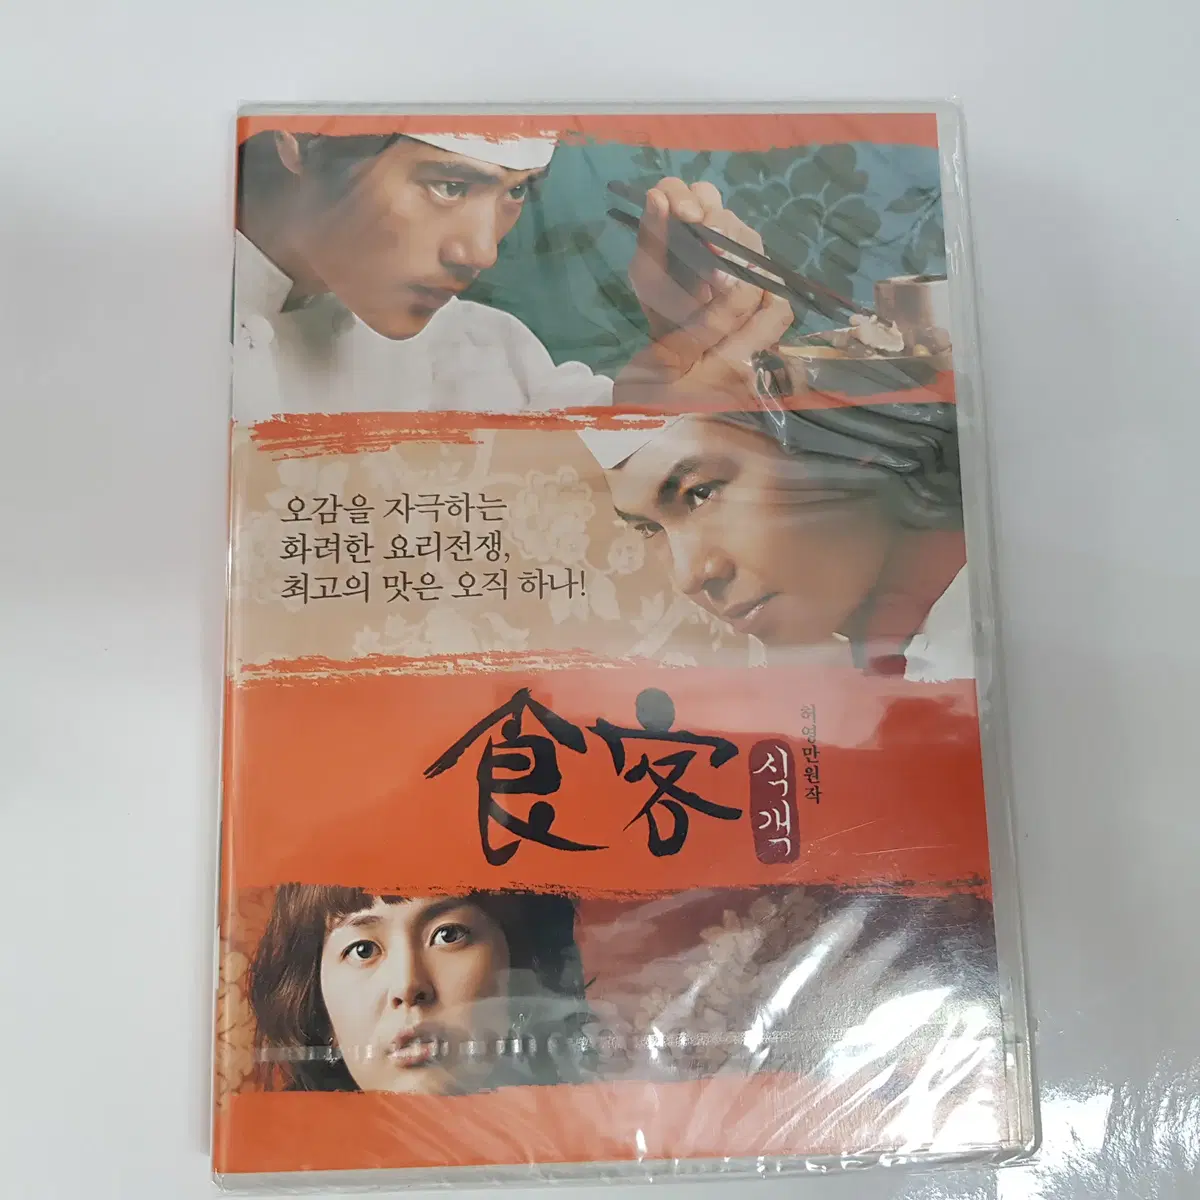 오감을 자극하는
화려한 요리전쟁,
최고의 맛은 오직 하나!
食客
식객
허영만 원작